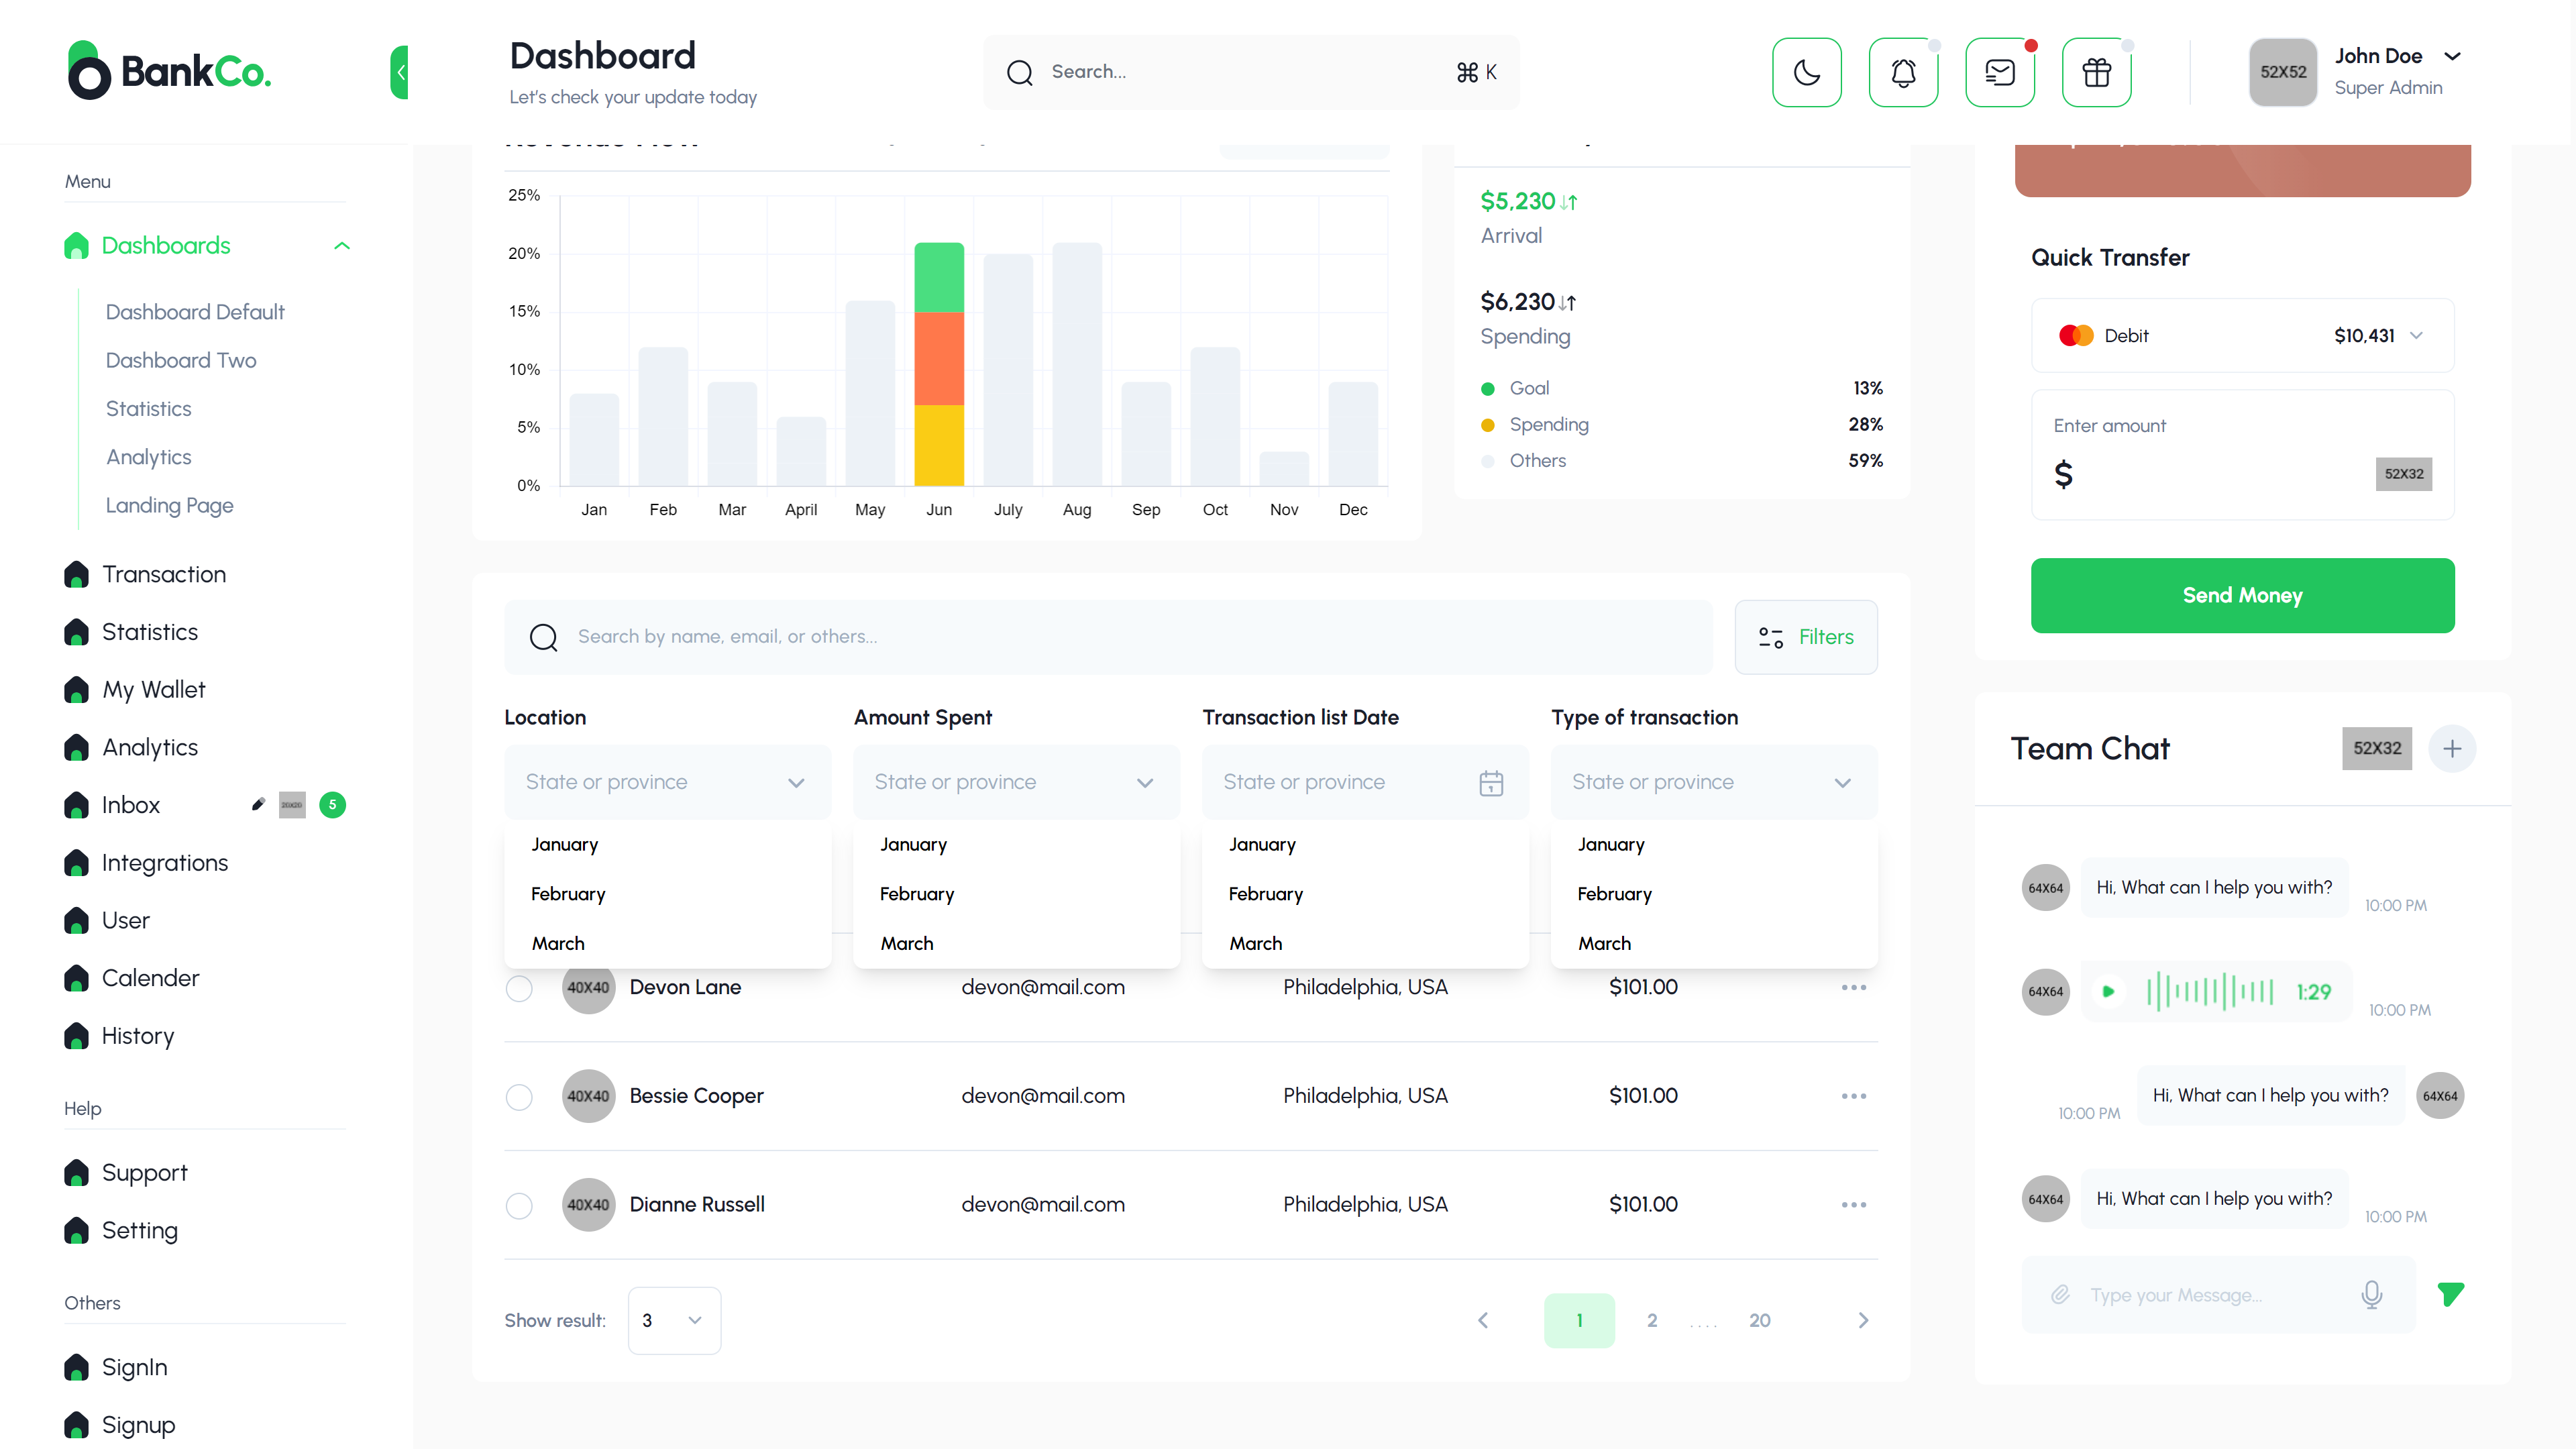 BankCo.
Dashboard
Let's check your update today
Search...
⌘ K
52X52
John Doe
Super Admin
Menu
Dashboards
Dashboard Default
Dashboard Two
Statistics
Analytics
Landing Page
Transaction
Statistics
My Wallet
Analytics
Inbox
5
Integrations
User
Calender
History
Help
Support
Setting
Others
SignIn
Signup
25%
20%
15%
10%
5%
0%
Jan Feb Mar April May Jun July Aug Sep Oct Nov Dec
$5,230
Arrival
$6,230
Spending
Goal 13%
Spending 28%
Others 59%
Search by name, email, or others...
Filters
Location Amount Spent Transaction list Date Type of transaction
State or province State or province State or province State or province
January January January January
February February February February
March March March March
40X40 Devon Lane devon@mail.com Philadelphia, USA $101.00
40X40 Bessie Cooper devon@mail.com Philadelphia, USA $101.00
40X40 Dianne Russell devon@mail.com Philadelphia, USA $101.00
Show result: 3
1 2 .... 20
Quick Transfer
Debit $10,431
Enter amount
$
52X32
Send Money
Team Chat
52X32
64X64 Hi, What can I help you with? 10:00 PM
64X64 1:29 10:00 PM
10:00 PM Hi, What can I help you with? 64X64
64X64 Hi, What can I help you with? 10:00 PM
Type your Message...